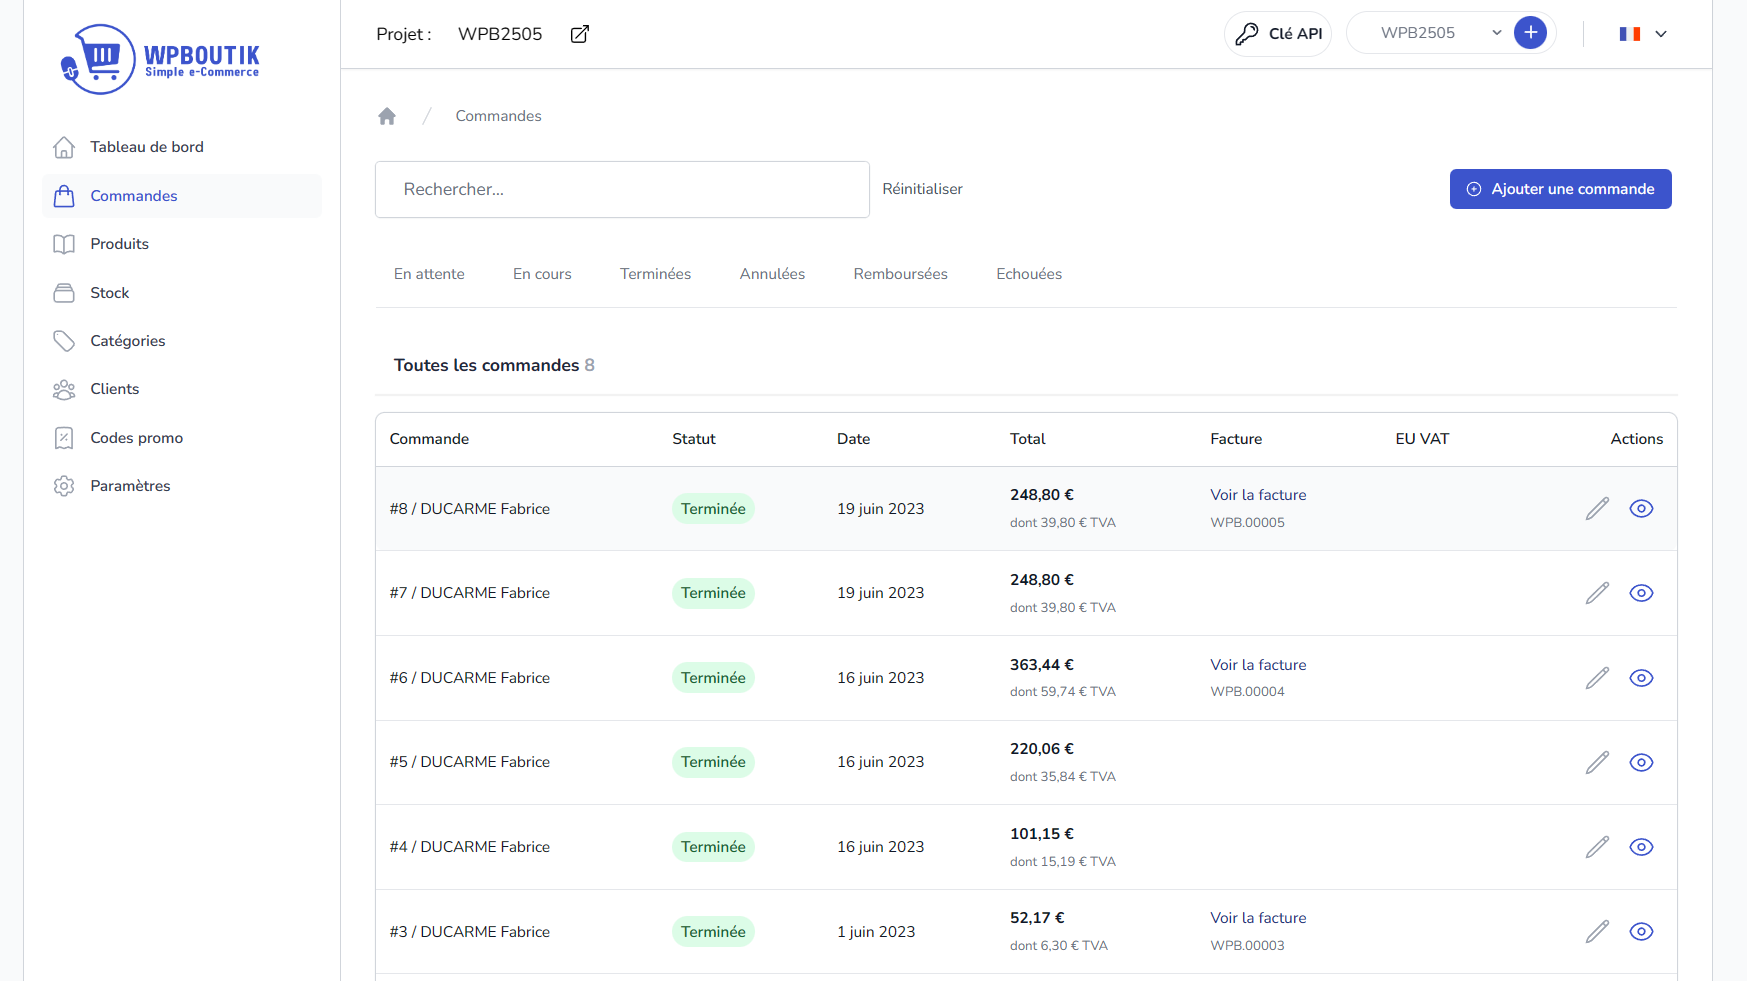 WPBOUTIK
Simple e-Commerce
Tableau de bord
Commandes
Produits
Stock
Catégories
Clients
Codes promo
Paramètres
Projet : WPB2505
Clé API
WPB2505
Commandes
Rechercher...
Réinitialiser
Ajouter une commande
En attente En cours Terminées Annulées Remboursées Echouées
Toutes les commandes 8
Commande Statut Date Total Facture EU VAT Actions
#8 / DUCARME Fabrice Terminée 19 juin 2023 248,80 € Voir la facture
dont 39,80 € TVA WPB.00005
#7 / DUCARME Fabrice Terminée 19 juin 2023 248,80 €
dont 39,80 € TVA
#6 / DUCARME Fabrice Terminée 16 juin 2023 363,44 € Voir la facture
dont 59,74 € TVA WPB.00004
#5 / DUCARME Fabrice Terminée 16 juin 2023 220,06 €
dont 35,84 € TVA
#4 / DUCARME Fabrice Terminée 16 juin 2023 101,15 €
dont 15,19 € TVA
#3 / DUCARME Fabrice Terminée 1 juin 2023 52,17 € Voir la facture
dont 6,30 € TVA WPB.00003